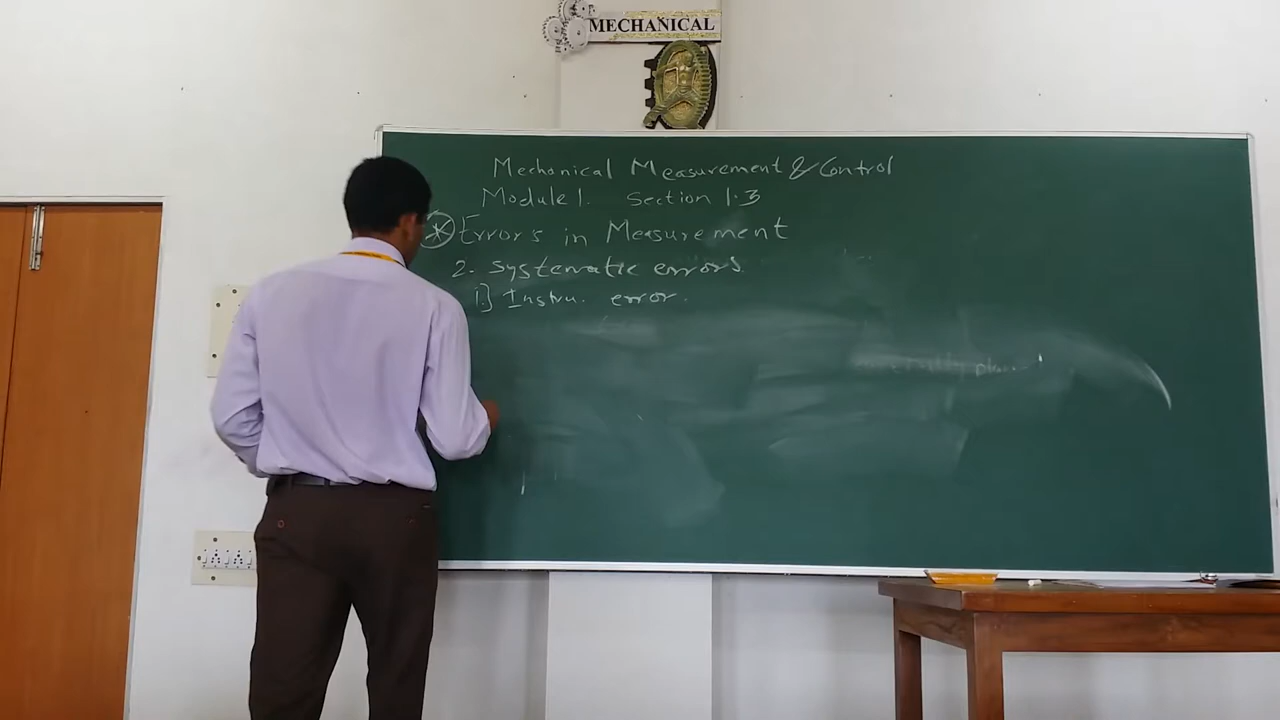 MECHANICAL
Mechanical Measurement & Control
Module 1. Section 1.3
* Errors in Measurement
2. Systematic errors.
1.] Instru. error.